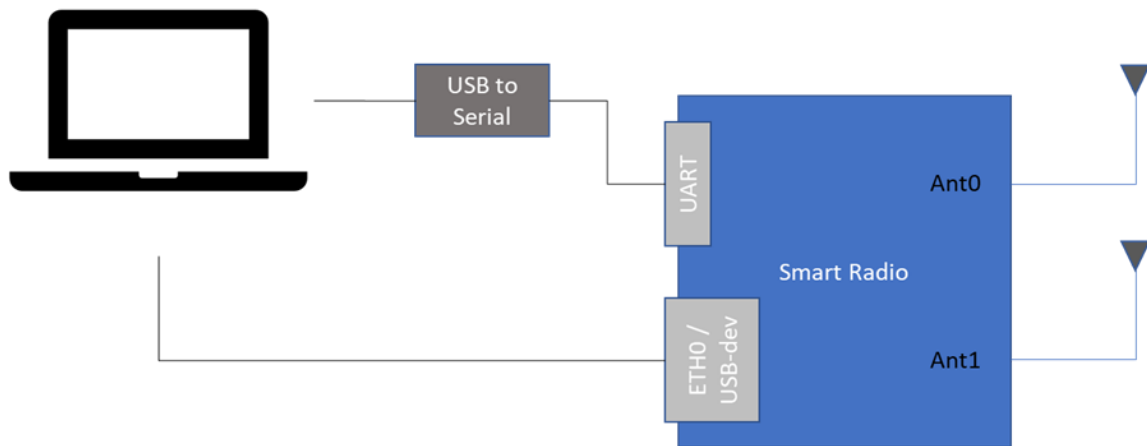 USB to
Serial
UART
Ant0
Smart Radio
ETH0 /
USB-dev
Ant1